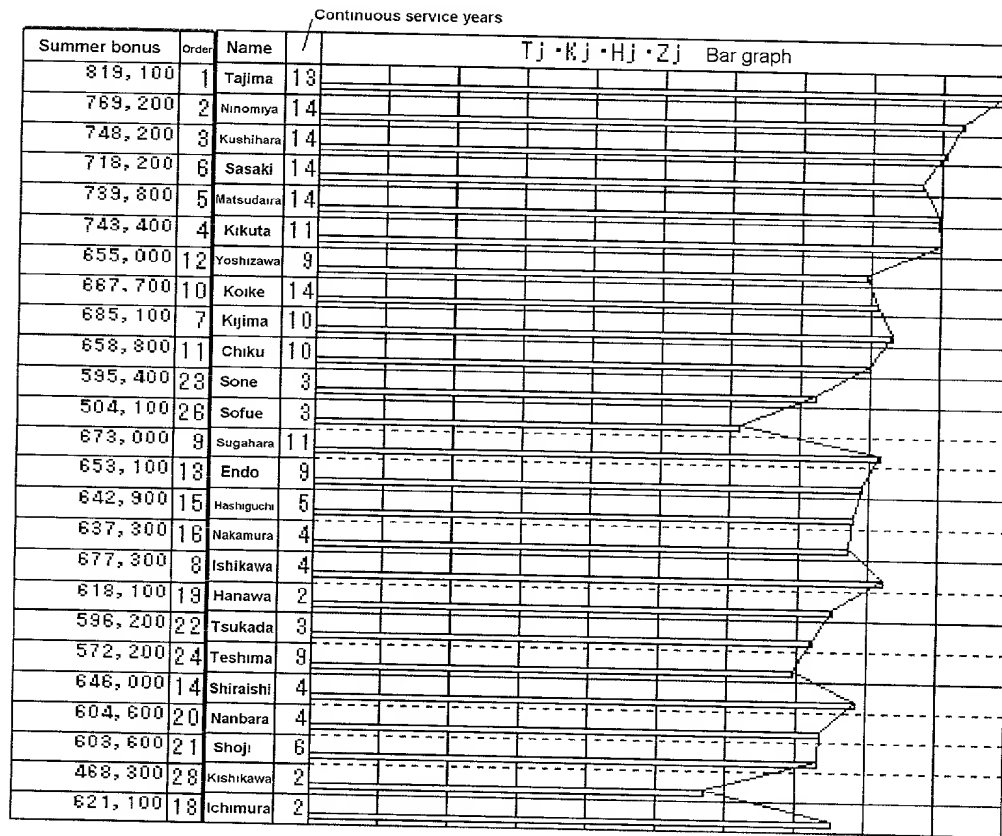 Continuous service years
Summer bonus Order Name Tj・Kj・Hj・Zj Bar graph
819,100 1 Tajima 13
769,200 2 Ninomiya 14
748,200 3 Kushihara 14
718,200 6 Sasaki 14
739,800 5 Matsudaira 14
743,400 4 Kikuta 11
655,000 12 Yoshizawa 9
667,700 10 Koike 14
685,100 7 Kijima 10
658,800 11 Chiku 10
595,400 23 Sone 3
504,100 26 Sofue 3
673,000 9 Sugahara 11
653,100 13 Endo 9
642,900 15 Hashiguchi 5
637,300 16 Nakamura 4
677,300 8 Ishikawa 4
618,100 19 Hanawa 2
596,200 22 Tsukada 3
572,200 24 Teshima 9
646,000 14 Shiraishi 4
604,600 20 Nanbara 4
603,600 21 Shoji 6
468,300 28 Kishikawa 2
621,100 18 Ichimura 2